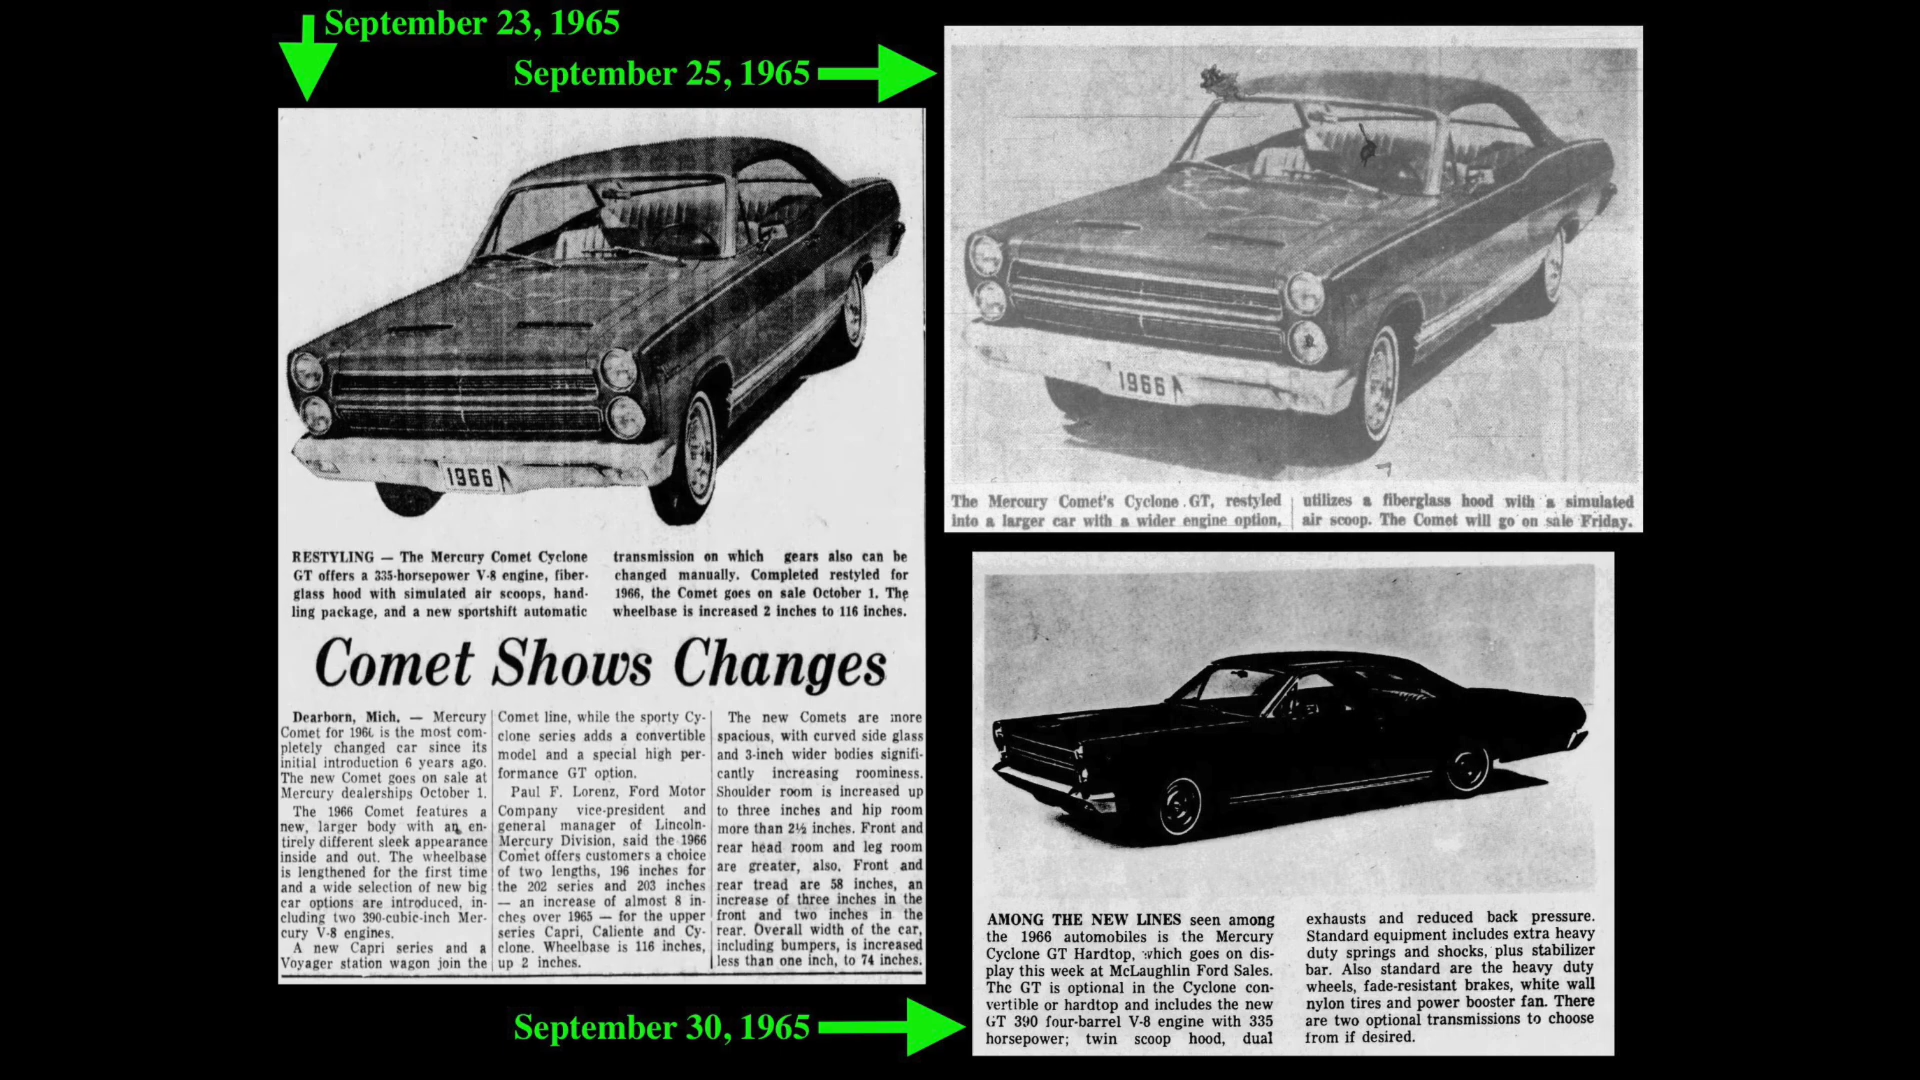 September 23, 1965
September 25, 1965
1966
RESTYLING — The Mercury Comet Cyclone
GT offers a 335-horsepower V-8 engine, fiber-
glass hood with simulated air scoops, hand-
ling package, and a new sportshift automatic
transmission on which gears also can be
changed manually. Completed restyled for
1966, the Comet goes on sale October 1. The
wheelbase is increased 2 inches to 116 inches.
Comet Shows Changes
Dearborn, Mich. — Mercury
Comet for 1966 is the most com-
pletely changed car since its
initial introduction 6 years ago.
The new Comet goes on sale at
Mercury dealerships October 1.
The 1966 Comet features a
new, larger body with an en-
tirely different sleek appearance
inside and out. The wheelbase
is lengthened for the first time
and a wide selection of new big
car options are introduced, in-
cluding two 390-cubic-inch Mer-
cury V-8 engines.
A new Capri series and a
Voyager station wagon join the
Comet line, while the sporty Cy-
clone series adds a convertible
model and a special high per-
formance GT option.
Paul F. Lorenz, Ford Motor
Company vice-president and
general manager of Lincoln-
Mercury Division, said the 1966
Comet offers customers a choice
of two lengths, 196 inches for
the 202 series and 203 inches
— an increase of almost 8 in-
ches over 1965 — for the upper
series Capri, Caliente and Cy-
clone. Wheelbase is 116 inches,
up 2 inches.
The new Comets are more
spacious, with curved side glass
and 3-inch wider bodies signifi-
cantly increasing roominess.
Shoulder room is increased up
to three inches and hip room
more than 2½ inches. Front and
rear head room and leg room
are greater, also. Front and
rear tread are 58 inches, an
increase of three inches in the
front and two inches in the
rear. Overall width of the car,
including bumpers, is increased
less than one inch, to 74 inches.
1966
The Mercury Comet's Cyclone GT, restyled
into a larger car with a wider engine option,
utilizes a fiberglass hood with a simulated
air scoop. The Comet will go on sale Friday.
September 30, 1965
AMONG THE NEW LINES seen among
the 1966 automobiles is the Mercury
Cyclone GT Hardtop, which goes on dis-
play this week at McLaughlin Ford Sales.
The GT is optional in the Cyclone con-
vertible or hardtop and includes the new
GT 390 four-barrel V-8 engine with 335
horsepower; twin scoop hood, dual
exhausts and reduced back pressure.
Standard equipment includes extra heavy
duty springs and shocks, plus stabilizer
bar. Also standard are the heavy duty
wheels, fade-resistant brakes, white wall
nylon tires and power booster fan. There
are two optional transmissions to choose
from if desired.